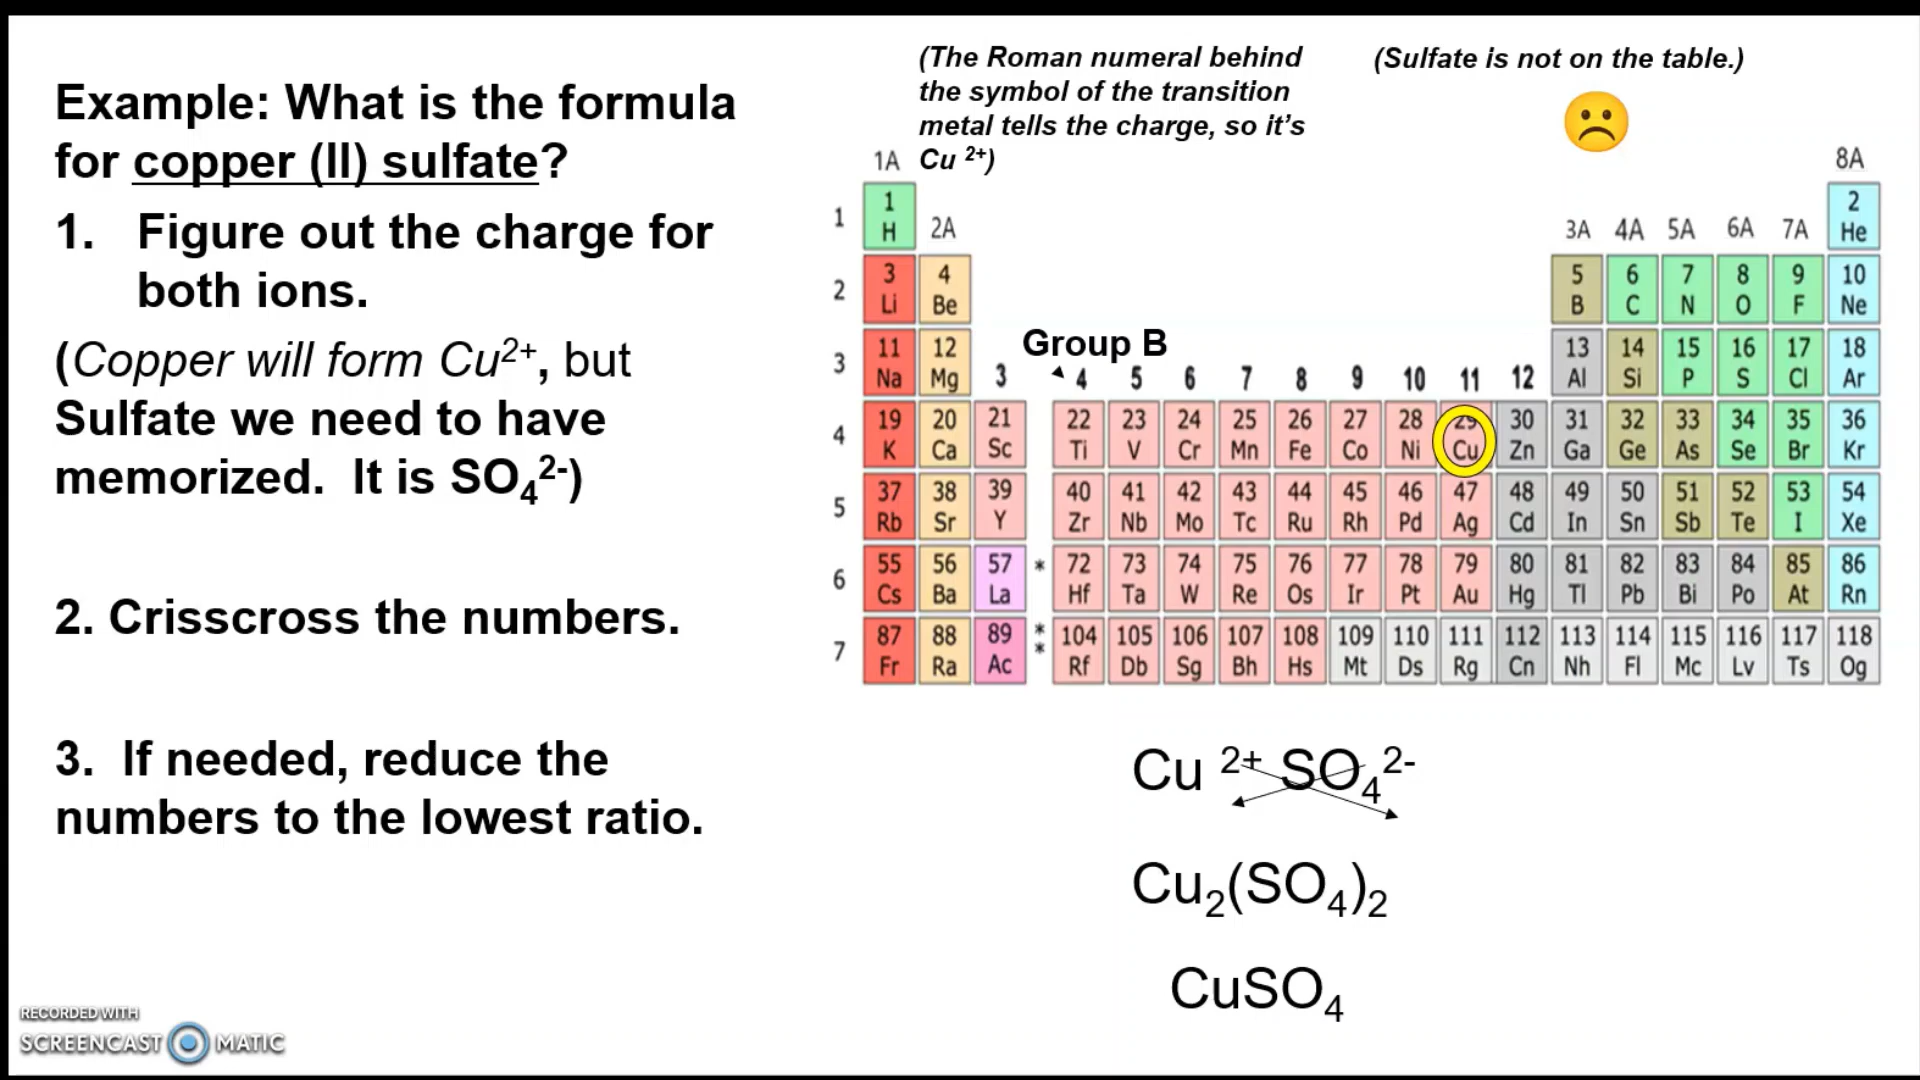 (The Roman numeral behind
the symbol of the transition
metal tells the charge, so it’s
Cu ²⁺)
(Sulfate is not on the table.)
Example: What is the formula
for copper (II) sulfate?
1. Figure out the charge for
both ions.
(Copper will form Cu²⁺, but
Sulfate we need to have
memorized. It is SO₄²⁻)
2. Crisscross the numbers.
3. If needed, reduce the
numbers to the lowest ratio.
1A 8A
1 2
1 H 2A 3A 4A 5A 6A 7A He
3 4 5 6 7 8 9 10
2 Li Be B C N O F Ne
Group B
11 12 13 14 15 16 17 18
3 Na Mg 3 4 5 6 7 8 9 10 11 12 Al Si P S Cl Ar
19 20 21 22 23 24 25 26 27 28 29 30 31 32 33 34 35 36
4 K Ca Sc Ti V Cr Mn Fe Co Ni Cu Zn Ga Ge As Se Br Kr
37 38 39 40 41 42 43 44 45 46 47 48 49 50 51 52 53 54
5 Rb Sr Y Zr Nb Mo Tc Ru Rh Pd Ag Cd In Sn Sb Te I Xe
55 56 57 * 72 73 74 75 76 77 78 79 80 81 82 83 84 85 86
6 Cs Ba La Hf Ta W Re Os Ir Pt Au Hg Tl Pb Bi Po At Rn
87 88 89 ** 104 105 106 107 108 109 110 111 112 113 114 115 116 117 118
7 Fr Ra Ac Rf Db Sg Bh Hs Mt Ds Rg Cn Nh Fl Mc Lv Ts Og
Cu ²⁺ SO₄²⁻
Cu₂(SO₄)₂
CuSO₄
RECORDED WITH
SCREENCAST MATIC